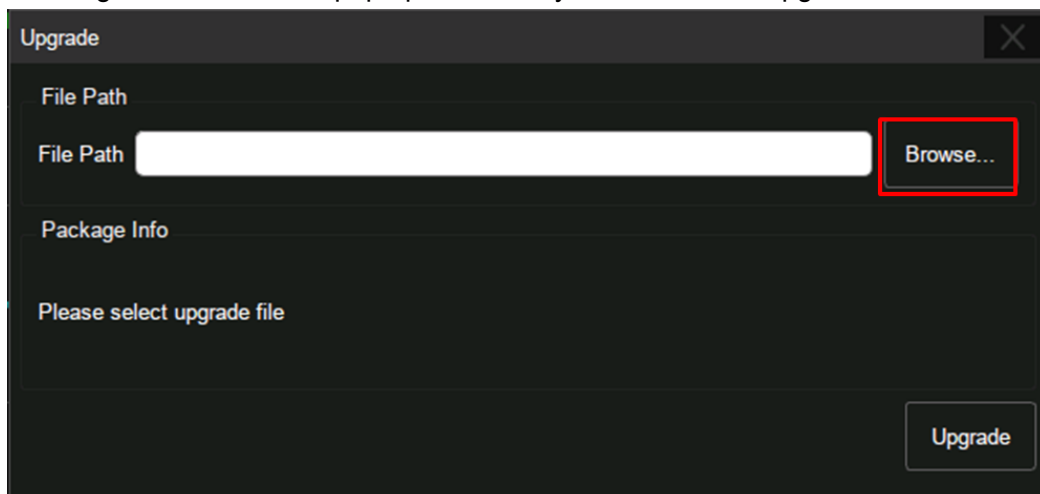 Upgrade
File Path
File Path
Browse...
Package Info
Please select upgrade file
Upgrade